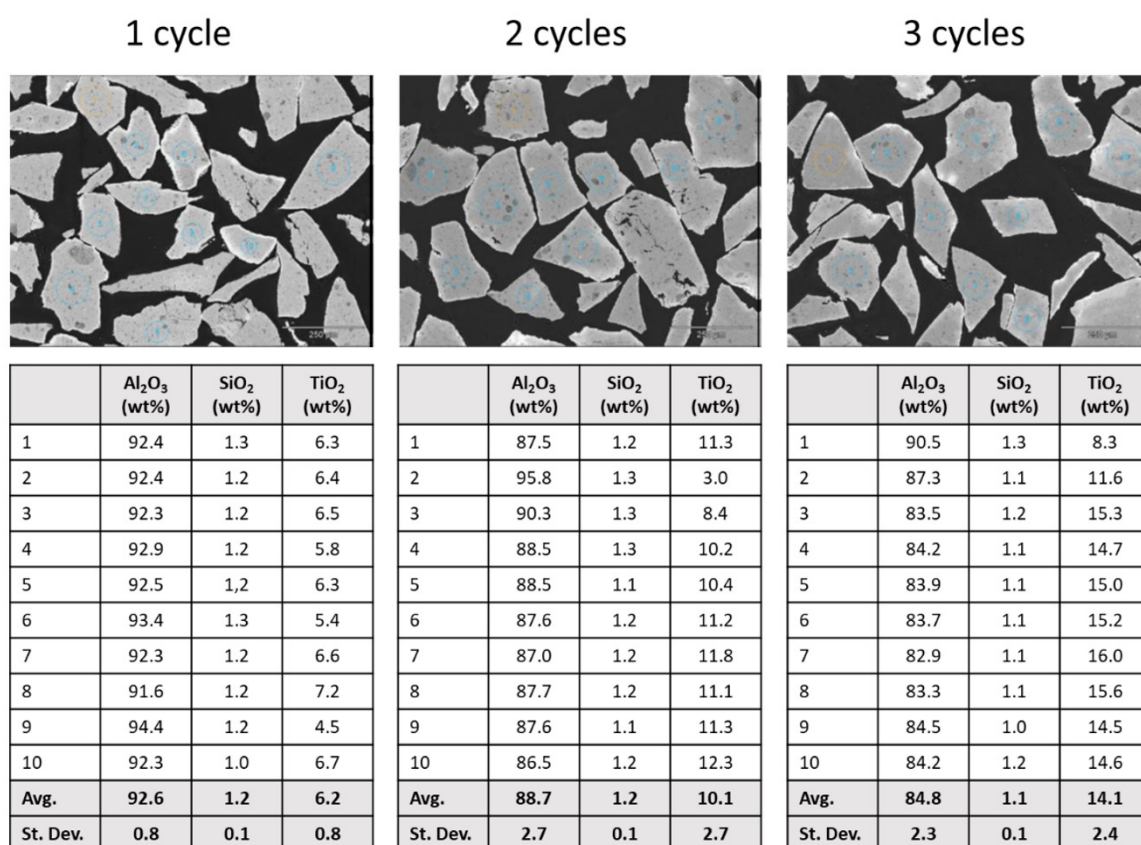 1 cycle
2 cycles
3 cycles
250 µm
250 µm
250 µm
Al₂O₃ (wt%) SiO₂ (wt%) TiO₂ (wt%)
1 92.4 1.3 6.3
2 92.4 1.2 6.4
3 92.3 1.2 6.5
4 92.9 1.2 5.8
5 92.5 1,2 6.3
6 93.4 1.3 5.4
7 92.3 1.2 6.6
8 91.6 1.2 7.2
9 94.4 1.2 4.5
10 92.3 1.0 6.7
Avg. 92.6 1.2 6.2
St. Dev. 0.8 0.1 0.8
Al₂O₃ (wt%) SiO₂ (wt%) TiO₂ (wt%)
1 87.5 1.2 11.3
2 95.8 1.3 3.0
3 90.3 1.3 8.4
4 88.5 1.3 10.2
5 88.5 1.1 10.4
6 87.6 1.2 11.2
7 87.0 1.2 11.8
8 87.7 1.2 11.1
9 87.6 1.1 11.3
10 86.5 1.2 12.3
Avg. 88.7 1.2 10.1
St. Dev. 2.7 0.1 2.7
Al₂O₃ (wt%) SiO₂ (wt%) TiO₂ (wt%)
1 90.5 1.3 8.3
2 87.3 1.1 11.6
3 83.5 1.2 15.3
4 84.2 1.1 14.7
5 83.9 1.1 15.0
6 83.7 1.1 15.2
7 82.9 1.1 16.0
8 83.3 1.1 15.6
9 84.5 1.0 14.5
10 84.2 1.2 14.6
Avg. 84.8 1.1 14.1
St. Dev. 2.3 0.1 2.4